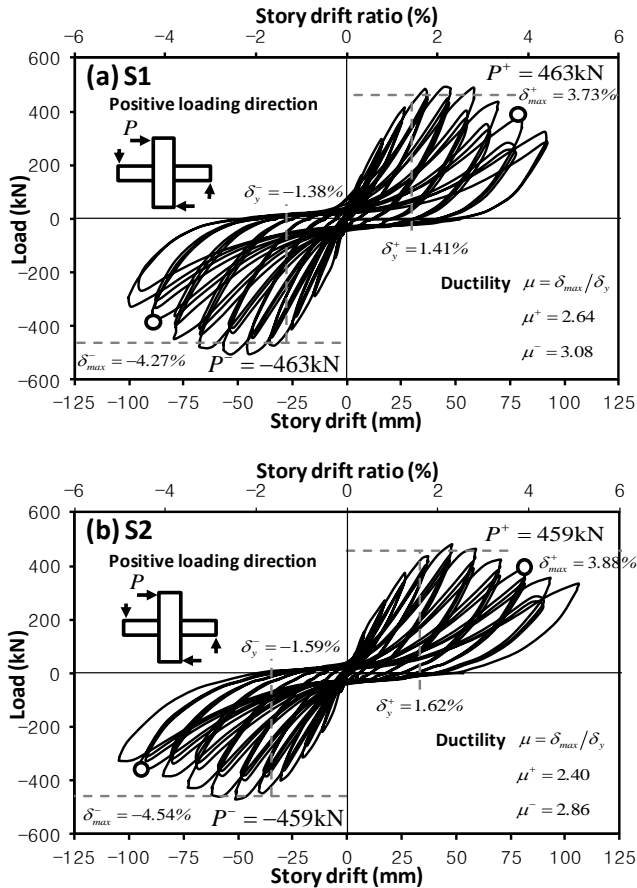 Story drift ratio (%)
−6 −4 −2 0 2 4 6
600
400
200
0
−200
−400
−600
Load (kN)
(a) S1
Positive loading direction
P
P⁺ = 463kN
δ⁺max = 3.73%
δ⁻y = −1.38%
δ⁺y = 1.41%
Ductility μ = δmax/δy
μ⁺ = 2.64
μ⁻ = 3.08
δ⁻max = −4.27%
P⁻ = −463kN
−125 −100 −75 −50 −25 0 25 50 75 100 125
Story drift (mm)
Story drift ratio (%)
−6 −4 −2 0 2 4 6
600
400
200
0
−200
−400
−600
Load (kN)
(b) S2
Positive loading direction
P
P⁺ = 459kN
δ⁺max = 3.88%
δ⁻y = −1.59%
δ⁺y = 1.62%
Ductility μ = δmax/δy
μ⁺ = 2.40
μ⁻ = 2.86
δ⁻max = −4.54%
P⁻ = −459kN
−125 −100 −75 −50 −25 0 25 50 75 100 125
Story drift (mm)